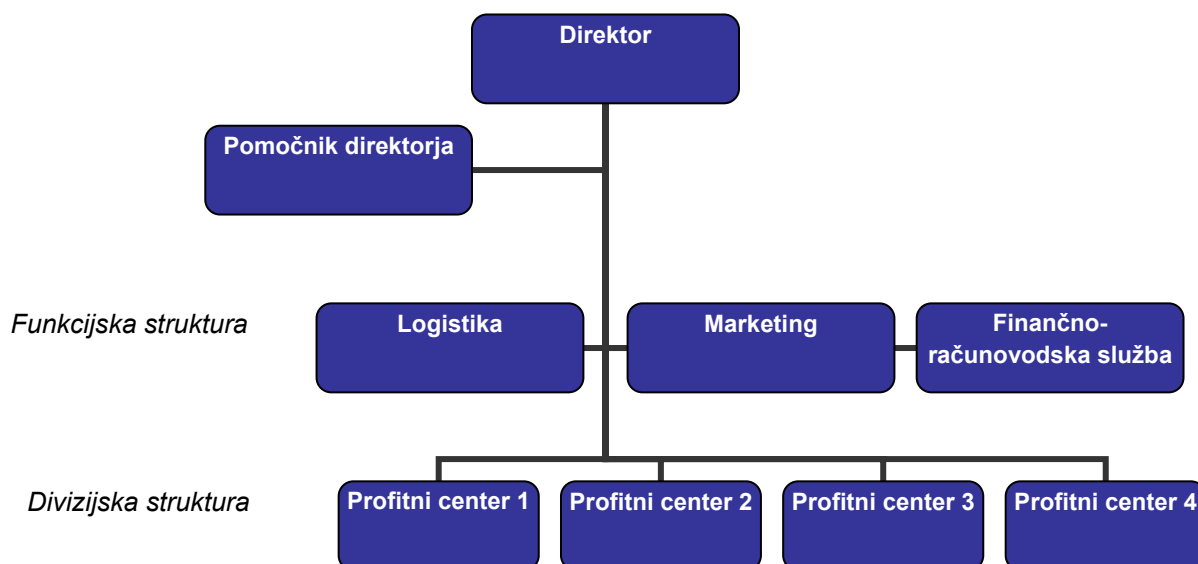 Direktor
Pomočnik direktorja
Funkcijska struktura
Logistika
Marketing
Finančno-
računovodska služba
Divizijska struktura
Profitni center 1
Profitni center 2
Profitni center 3
Profitni center 4